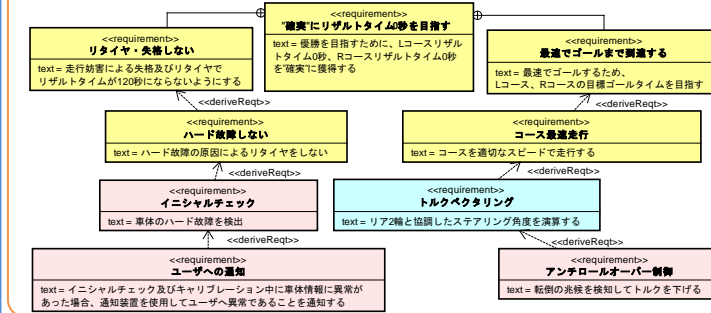 <<requirement>>
"確実"にリザルトタイム0秒を目指す
text = 優勝を目指すために、Lコースリザル
トタイム0秒、Rコースリザルトタイム0秒
を"確実"に獲得する
<<requirement>>
リタイヤ・失格しない
text = 走行妨害による失格及びリタイヤで
リザルトタイムが120秒にならないようにする
<<requirement>>
最速でゴールまで到達する
text = 最速でゴールするため、
Lコース、Rコースの目標ゴールタイムを目指す
<<deriveReqt>>
<<deriveReqt>>
<<requirement>>
ハード故障しない
text = ハード故障の原因によるリタイヤをしない
<<requirement>>
コース最速走行
text = コースを適切なスピードで走行する
<<deriveReqt>>
<<deriveReqt>>
<<requirement>>
イニシャルチェック
text = 車体のハード故障を検出
<<requirement>>
トルクベクタリング
text = リア2輪と協調したステアリング角度を演算する
<<deriveReqt>>
<<deriveReqt>>
<<requirement>>
ユーザへの通知
text = イニシャルチェック及びキャリブレーション中に車体情報に異常が
あった場合、通知装置を使用してユーザへ異常であることを通知する
<<requirement>>
アンチロールオーバー制御
text = 転倒の兆候を検知してトルクを下げる